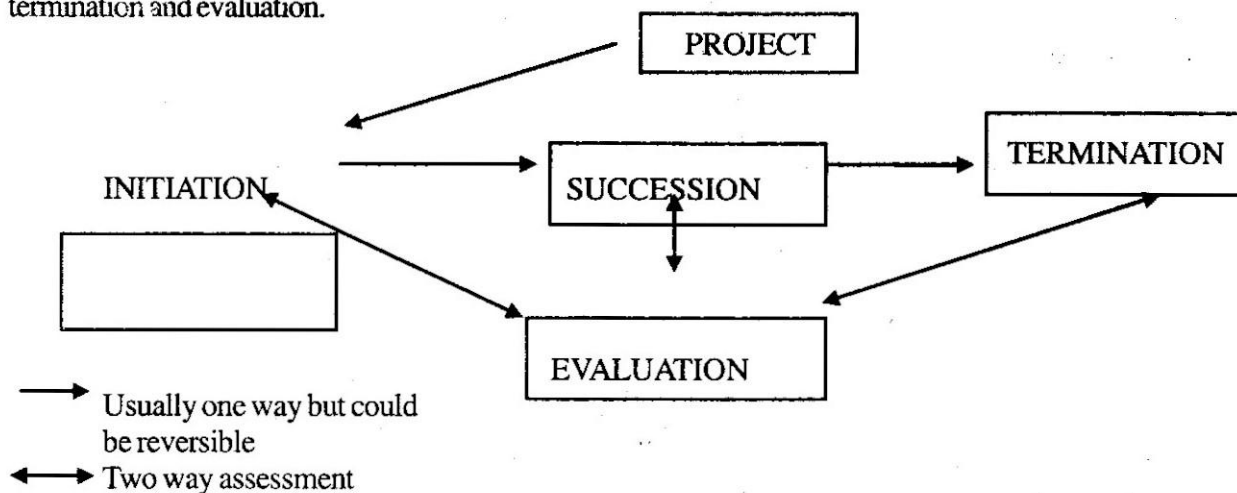 termination and evaluation.
PROJECT
TERMINATION
SUCCESSION
INITIATION
EVALUATION
Usually one way but could
be reversible
Two way assessment